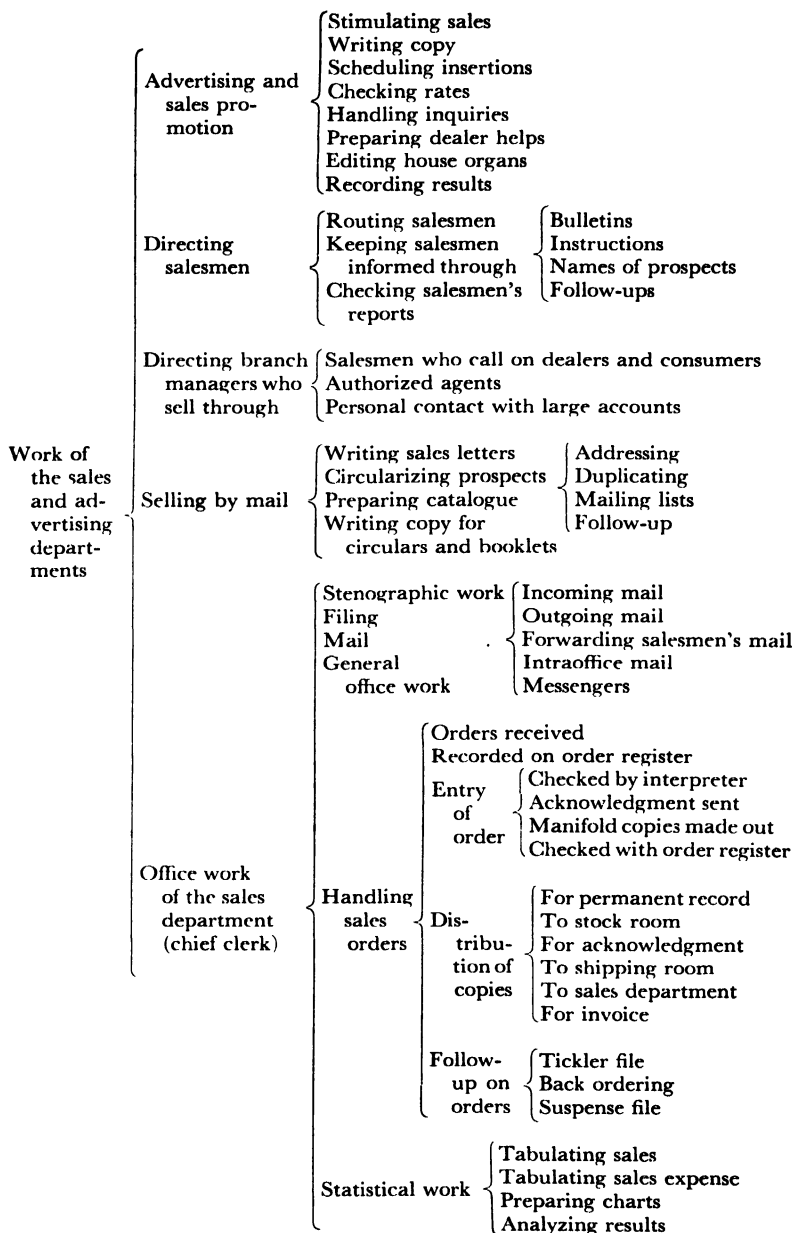 Work of
the sales
and ad-
vertising
depart-
ments
Advertising and
sales pro-
motion
Stimulating sales
Writing copy
Scheduling insertions
Checking rates
Handling inquiries
Preparing dealer helps
Editing house organs
Recording results
Directing
salesmen
Routing salesmen
Keeping salesmen
informed through
Checking salesmen's
reports
Bulletins
Instructions
Names of prospects
Follow-ups
Directing branch
managers who
sell through
Salesmen who call on dealers and consumers
Authorized agents
Personal contact with large accounts
Selling by mail
Writing sales letters
Circularizing prospects
Preparing catalogue
Writing copy for
circulars and booklets
Addressing
Duplicating
Mailing lists
Follow-up
Office work
of the sales
department
(chief clerk)
Stenographic work
Filing
Mail
General
office work
Incoming mail
Outgoing mail
Forwarding salesmen's mail
Intraoffice mail
Messengers
Handling
sales
orders
Orders received
Recorded on order register
Entry
of
order
Checked by interpreter
Acknowledgment sent
Manifold copies made out
Checked with order register
Dis-
tribu-
tion of
copies
For permanent record
To stock room
For acknowledgment
To shipping room
To sales department
For invoice
Follow-
up on
orders
Tickler file
Back ordering
Suspense file
Statistical work
Tabulating sales
Tabulating sales expense
Preparing charts
Analyzing results